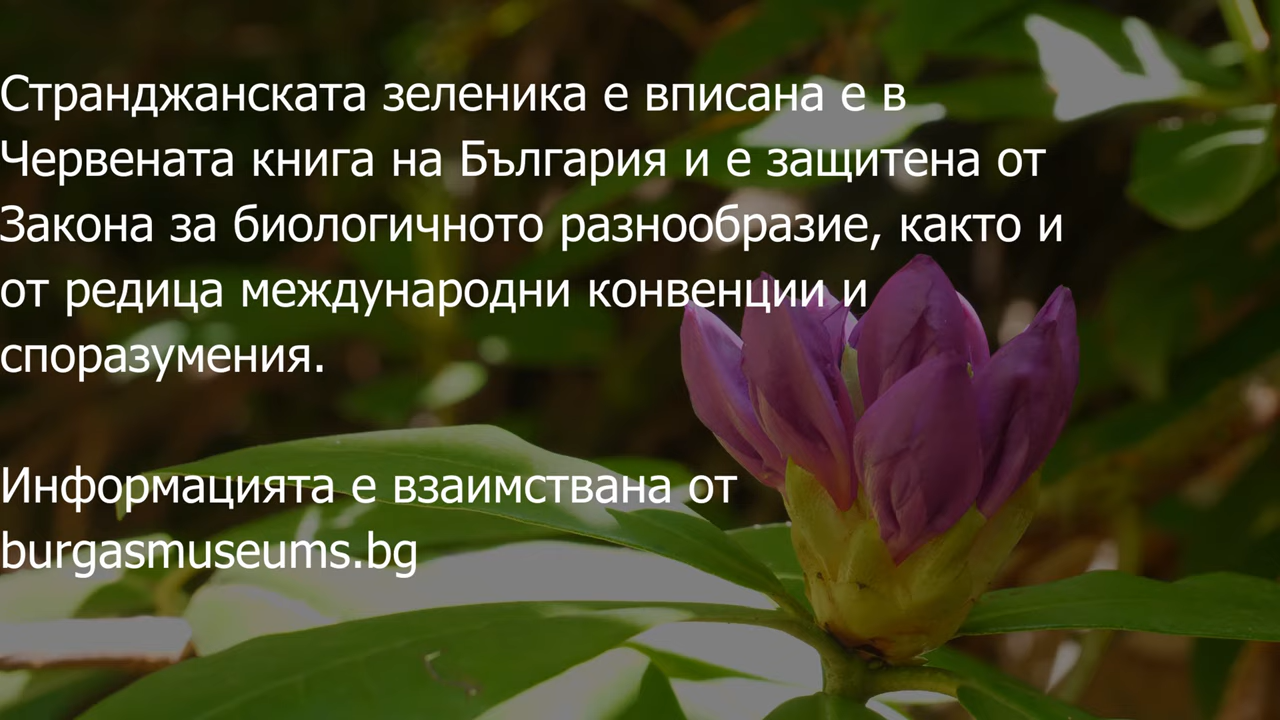 Странджанската зеленика е вписана е в
Червената книга на България и е защитена от
Закона за биологичното разнообразие, както и
от редица международни конвенции и
споразумения.
Информацията е взаимствана от
burgasmuseums.bg